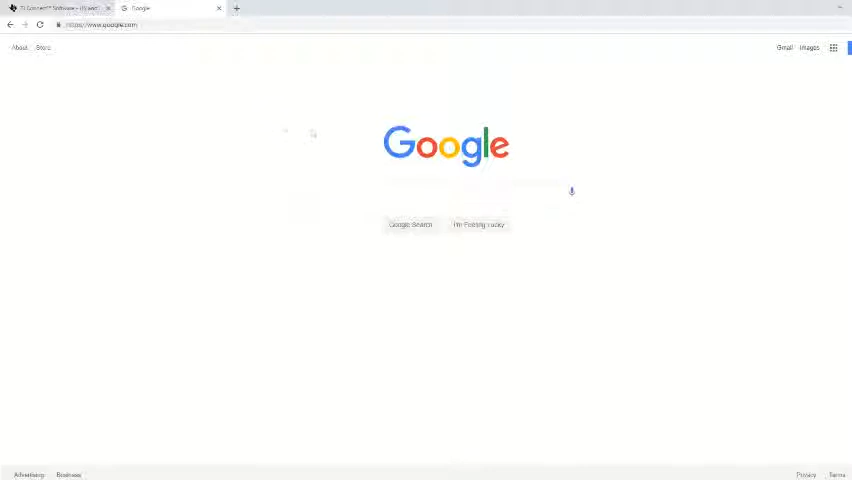 TI Connect™ Software - 
Google
https://www.google.com
About Store
Gmail Images
Google
Google Search I'm Feeling Lucky
Advertising Business
Privacy Terms